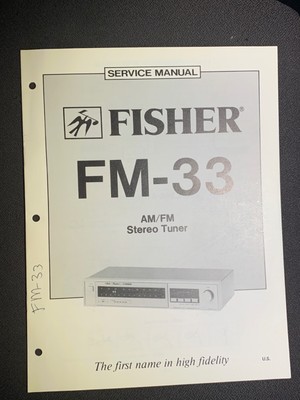 SERVICE MANUAL
FISHER®
FM-33
AM/FM
Stereo Tuner
FM-33
The first name in high fidelity
U.S.